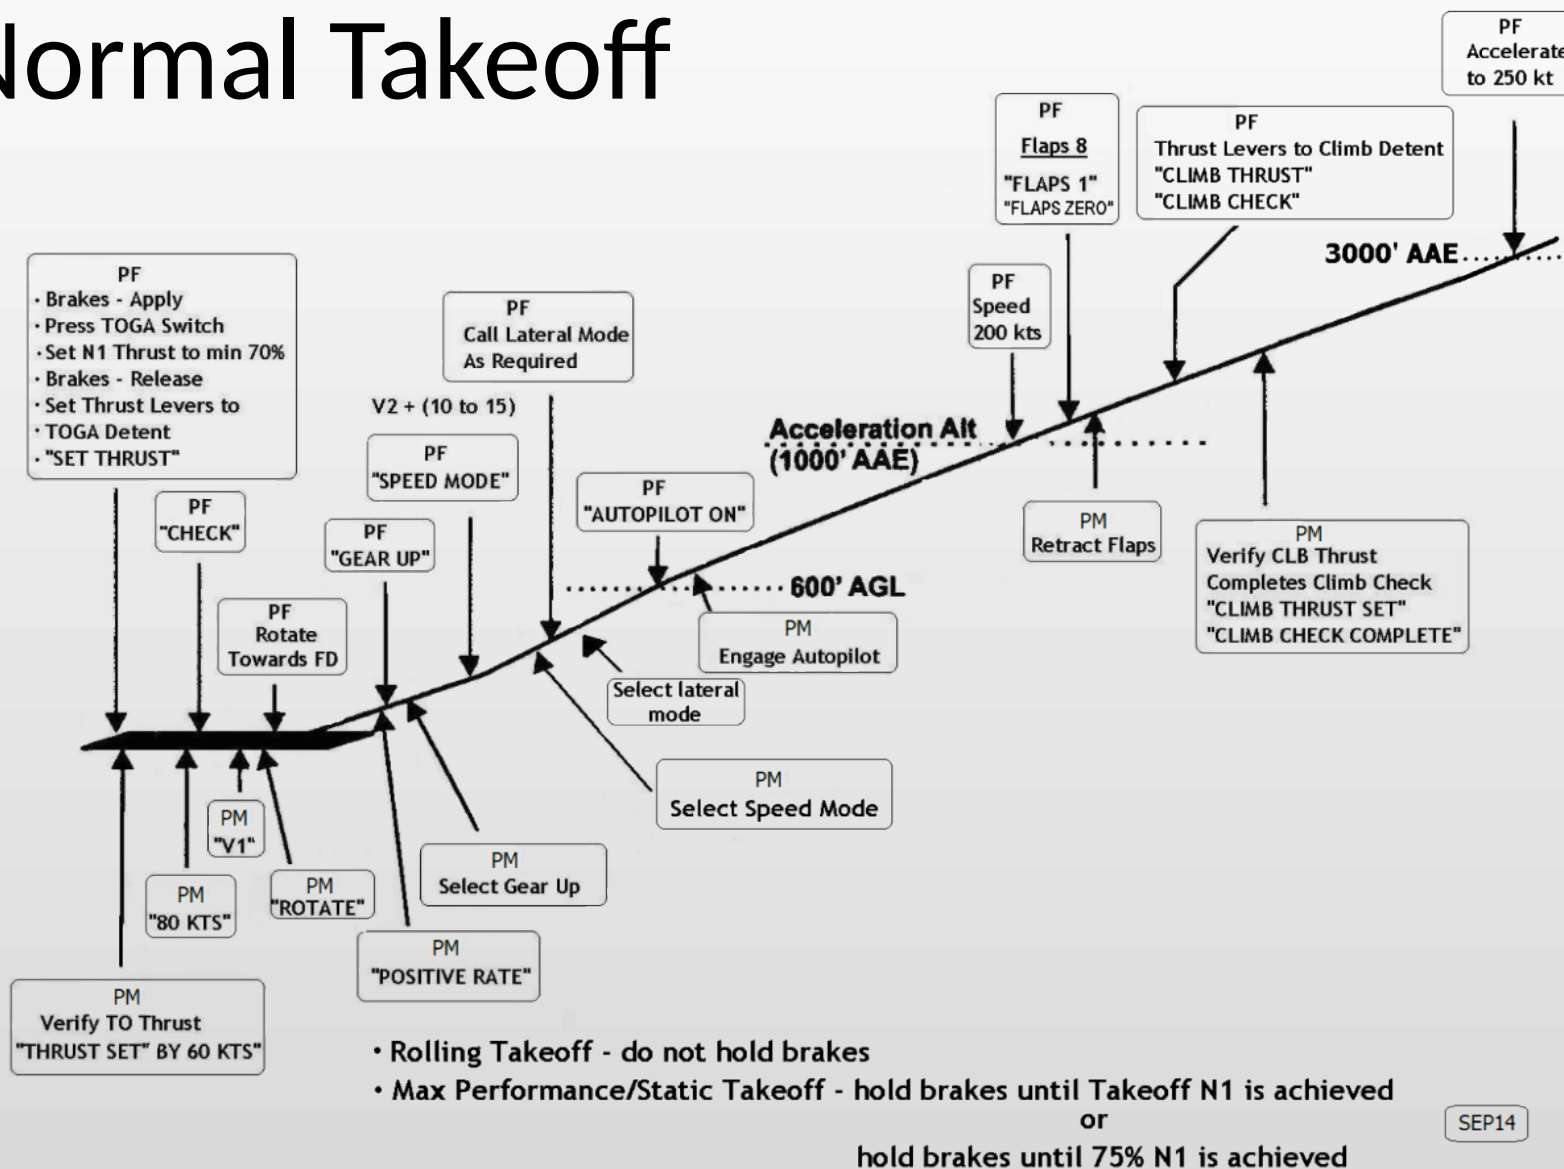 Normal Takeoff
PF
Accelerate
to 250 kt
PF
Flaps 8
"FLAPS 1"
"FLAPS ZERO"
PF
Thrust Levers to Climb Detent
"CLIMB THRUST"
"CLIMB CHECK"
3000' AAE
PF
· Brakes - Apply
· Press TOGA Switch
· Set N1 Thrust to min 70%
· Brakes - Release
· Set Thrust Levers to
· TOGA Detent
· "SET THRUST"
PF
Call Lateral Mode
As Required
PF
Speed
200 kts
V2 + (10 to 15)
PF
"SPEED MODE"
Acceleration Alt
(1000' AAE)
PF
"CHECK"
PF
"GEAR UP"
PF
"AUTOPILOT ON"
PM
Retract Flaps
PM
Verify CLB Thrust
Completes Climb Check
"CLIMB THRUST SET"
"CLIMB CHECK COMPLETE"
600' AGL
PF
Rotate
Towards FD
PM
Engage Autopilot
Select lateral
mode
PM
Select Speed Mode
PM
"V1"
PM
Select Gear Up
PM
"80 KTS"
PM
"ROTATE"
PM
"POSITIVE RATE"
PM
Verify TO Thrust
"THRUST SET" BY 60 KTS"
· Rolling Takeoff - do not hold brakes
· Max Performance/Static Takeoff - hold brakes until Takeoff N1 is achieved
or
hold brakes until 75% N1 is achieved
SEP14